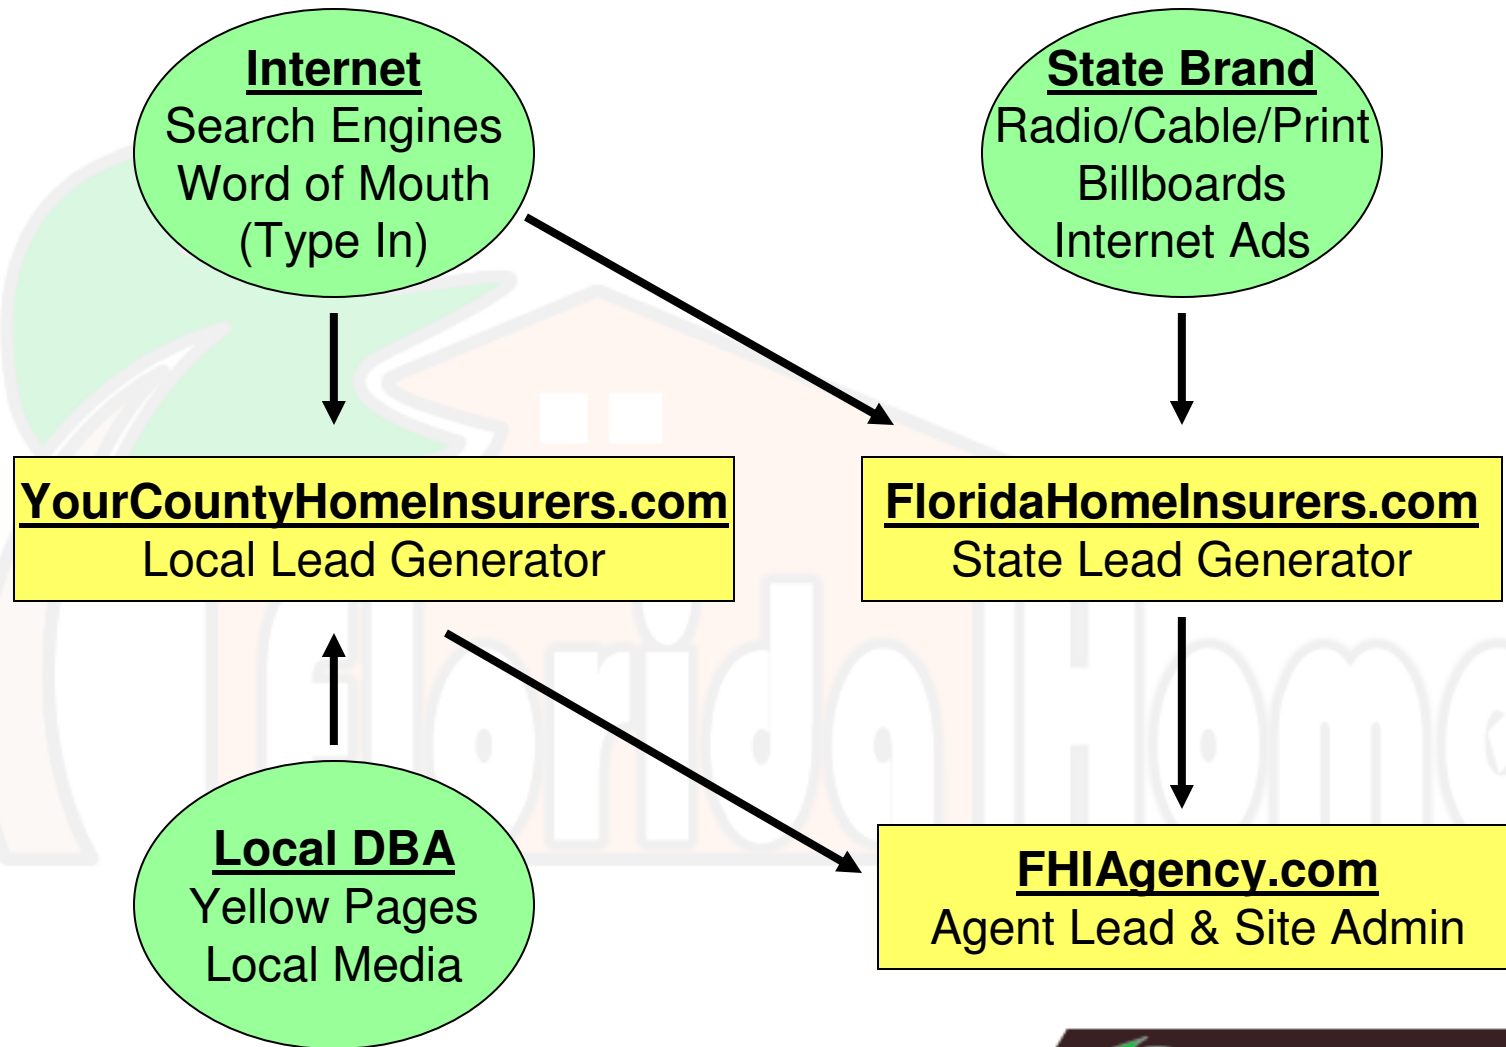 Internet
Search Engines
Word of Mouth
(Type In)
State Brand
Radio/Cable/Print
Billboards
Internet Ads
YourCountyHomeInsurers.com
Local Lead Generator
FloridaHomeInsurers.com
State Lead Generator
Florida Home
Local DBA
Yellow Pages
Local Media
FHIAgency.com
Agent Lead & Site Admin